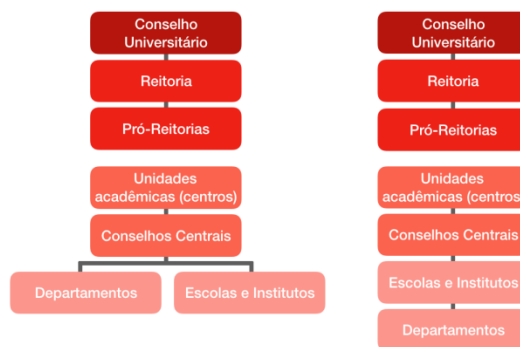 Conselho
Universitário
Reitoria
Pró-Reitorias
Unidades
acadêmicas (centros)
Conselhos Centrais
Departamentos
Escolas e Institutos
Conselho
Universitário
Reitoria
Pró-Reitorias
Unidades
acadêmicas (centros
Conselhos Centrais
Escolas e Institutos
Departamentos